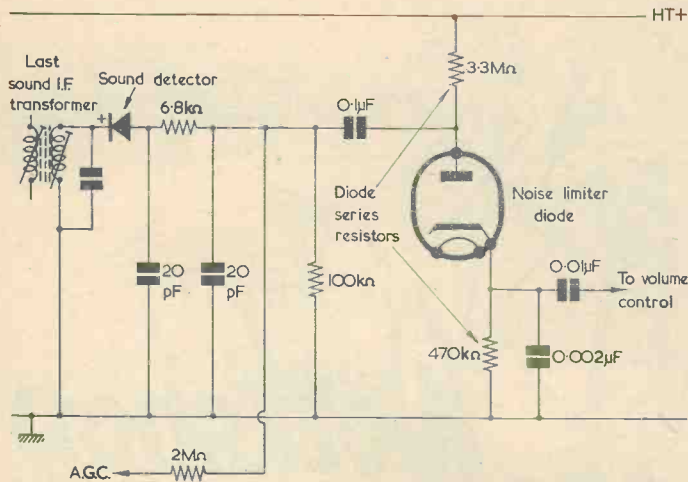 HT+
Last
sound I.F.
transformer
Sound detector
+
6·8kΩ
0·1μF
3·3MΩ
Diode
series
resistors
Noise limiter
diode
20
pF
20
pF
100kΩ
0·01μF
To volume
control
470kΩ
0·002μF
2MΩ
A.G.C.